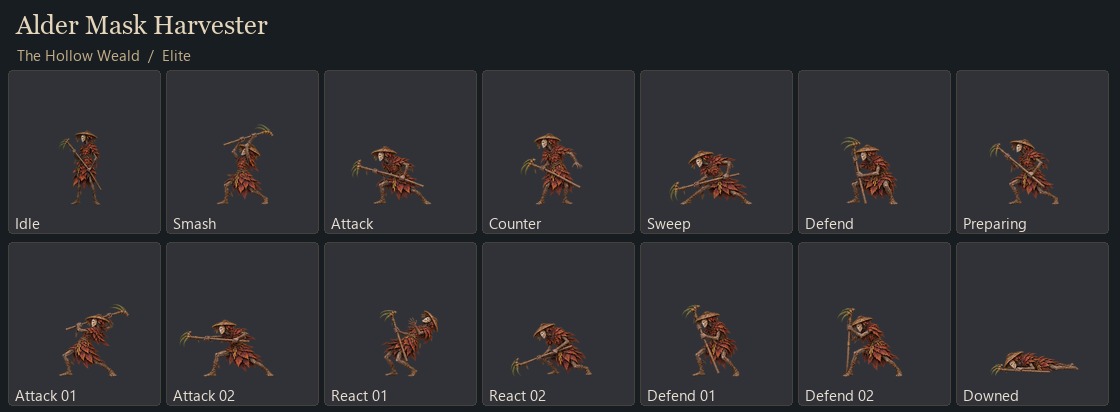 Alder Mask Harvester
The Hollow Weald / Elite
Idle
Smash
Attack
Counter
Sweep
Defend
Preparing
Attack 01
Attack 02
React 01
React 02
Defend 01
Defend 02
Downed